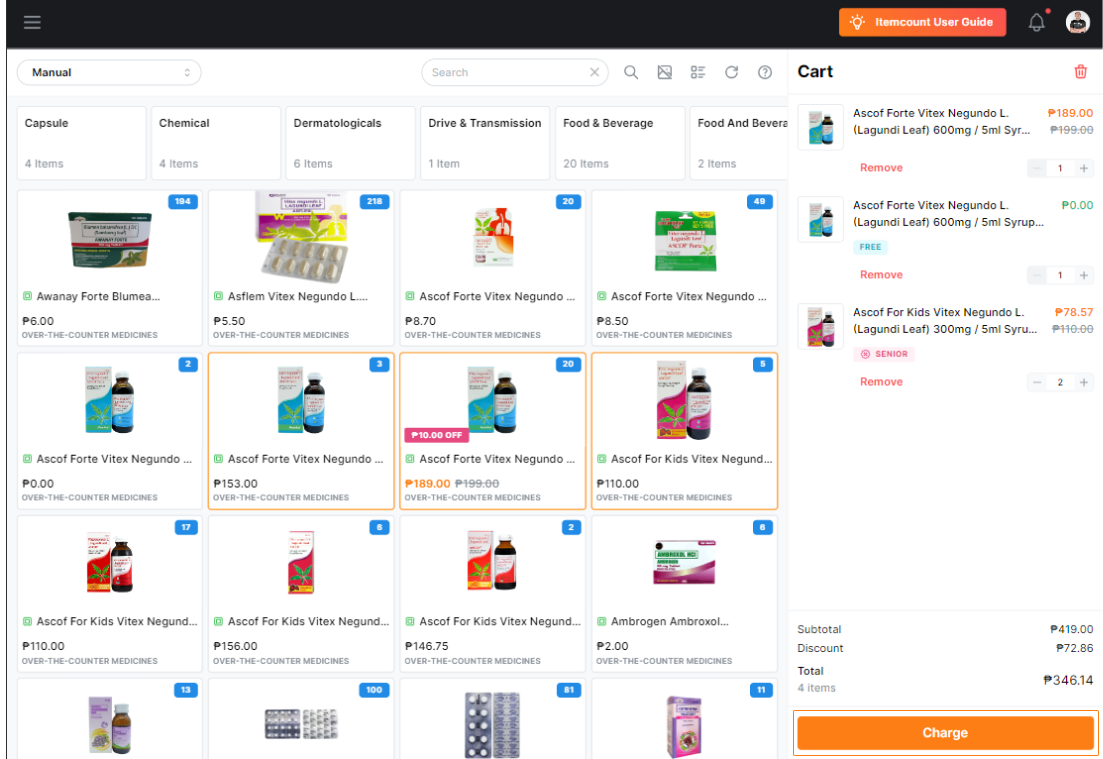 Itemcount User Guide
Manual
Search
Capsule
4 Items
Chemical
4 Items
Dermatologicals
6 Items
Drive & Transmission
1 Item
Food & Beverage
20 Items
Food And Bevera
2 Items
194
Awanay Forte Blumea...
₱6.00
OVER-THE-COUNTER MEDICINES
218
Asflem Vitex Negundo L....
₱5.50
OVER-THE-COUNTER MEDICINES
20
Ascof Forte Vitex Negundo ...
₱8.70
OVER-THE-COUNTER MEDICINES
49
Ascof Forte Vitex Negundo ...
₱8.50
OVER-THE-COUNTER MEDICINES
2
Ascof Forte Vitex Negundo ...
₱0.00
OVER-THE-COUNTER MEDICINES
3
Ascof Forte Vitex Negundo ...
₱153.00
OVER-THE-COUNTER MEDICINES
20
₱10.00 OFF
Ascof Forte Vitex Negundo ...
₱189.00 ₱199.00
OVER-THE-COUNTER MEDICINES
5
Ascof For Kids Vitex Negund...
₱110.00
OVER-THE-COUNTER MEDICINES
17
Ascof For Kids Vitex Negund...
₱110.00
OVER-THE-COUNTER MEDICINES
6
Ascof For Kids Vitex Negund...
₱156.00
OVER-THE-COUNTER MEDICINES
2
Ascof For Kids Vitex Negund...
₱146.75
OVER-THE-COUNTER MEDICINES
6
AMBROXOL HCl
Ambrogen Ambroxol...
₱2.00
OVER-THE-COUNTER MEDICINES
13
100
81
11
Cart
Ascof Forte Vitex Negundo L. ₱189.00
(Lagundi Leaf) 600mg / 5ml Syr... ₱199.00
Remove 1
Ascof Forte Vitex Negundo L. ₱0.00
(Lagundi Leaf) 600mg / 5ml Syrup...
FREE
Remove 1
Ascof For Kids Vitex Negundo L. ₱78.57
(Lagundi Leaf) 300mg / 5ml Syru... ₱110.00
SENIOR
Remove 2
Subtotal ₱419.00
Discount ₱72.86
Total ₱346.14
4 items
Charge